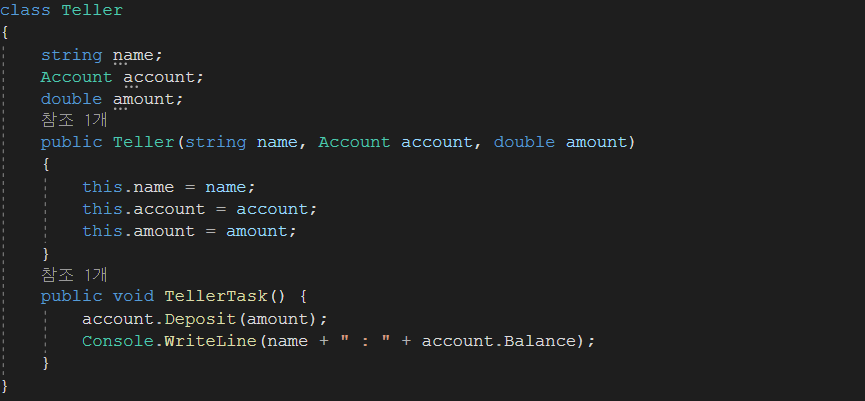 class Teller
{
    string name;
    Account account;
    double amount;
    참조 1개
    public Teller(string name, Account account, double amount)
    {
        this.name = name;
        this.account = account;
        this.amount = amount;
    }
    참조 1개
    public void TellerTask() {
        account.Deposit(amount);
        Console.WriteLine(name + " : " + account.Balance);
    }
}